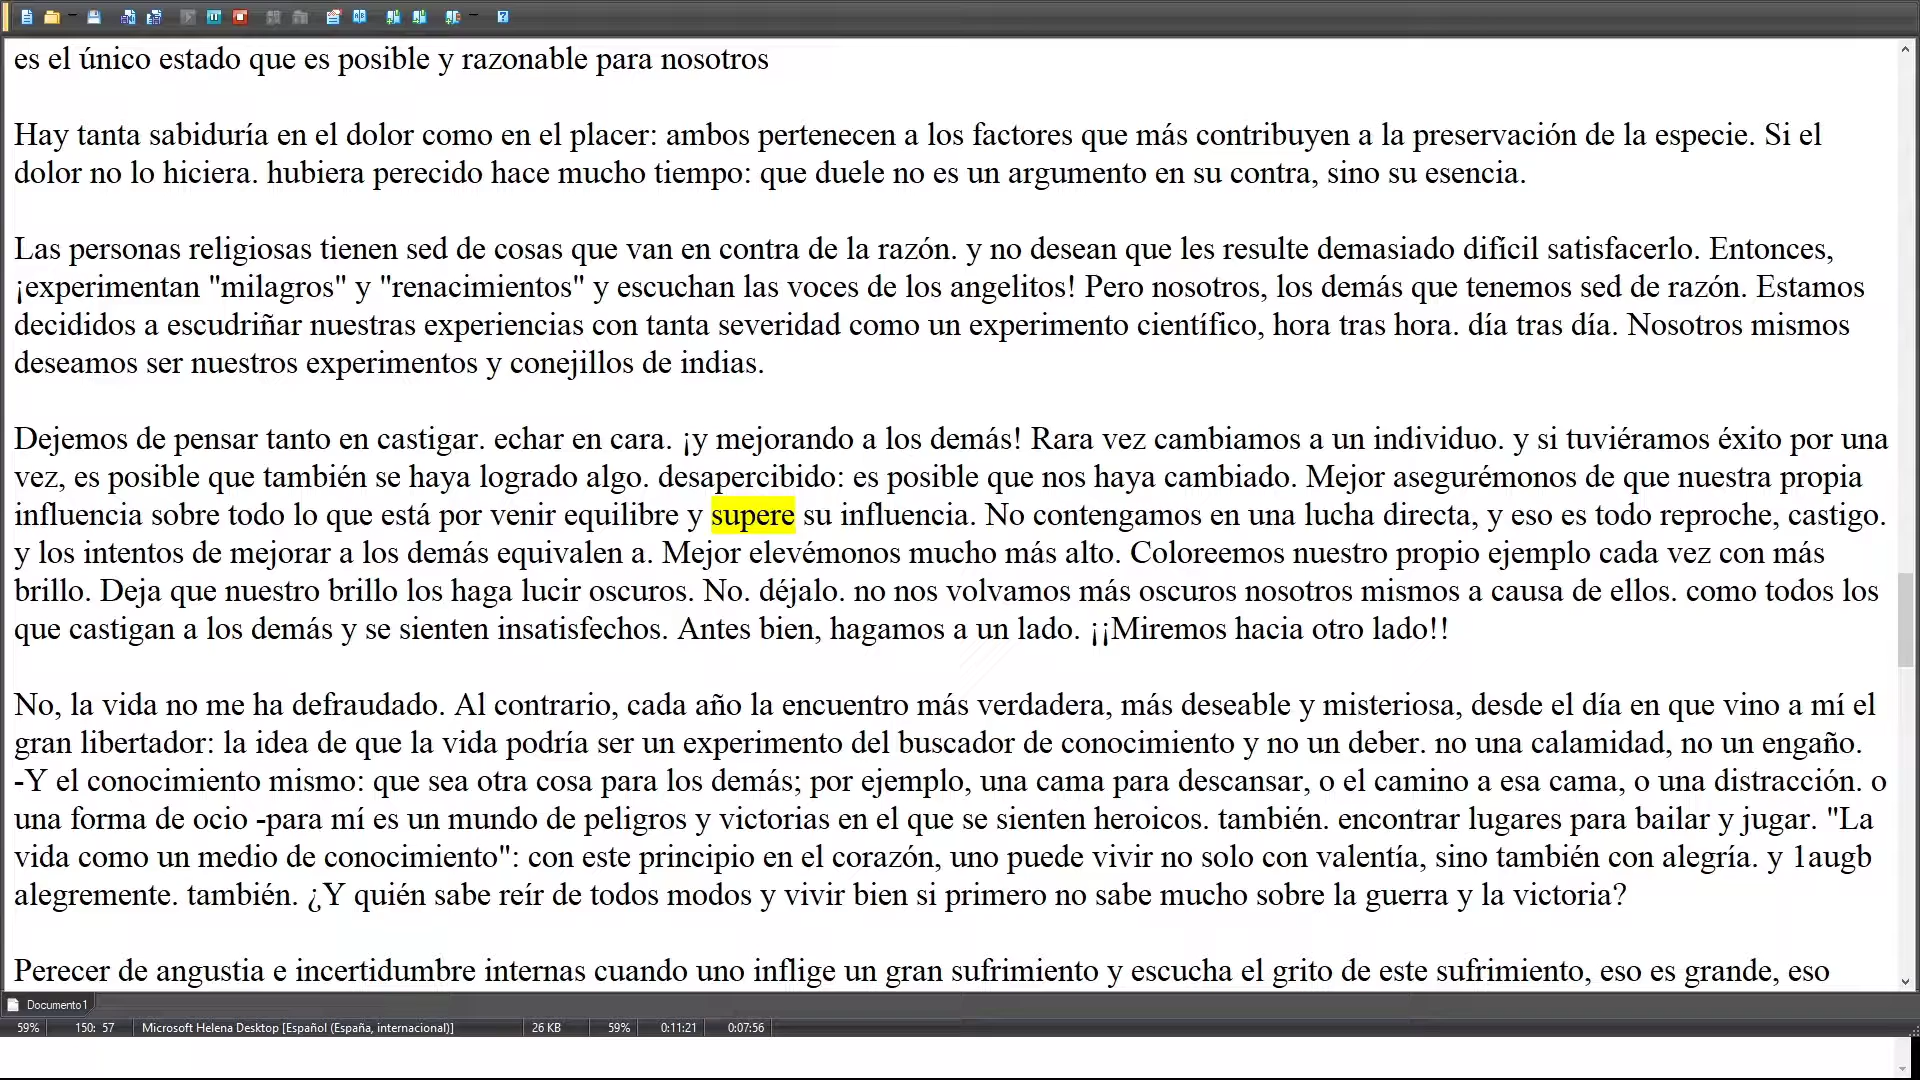 es el único estado que es posible y razonable para nosotros
Hay tanta sabiduría en el dolor como en el placer: ambos pertenecen a los factores que más contribuyen a la preservación de la especie. Si el
dolor no lo hiciera. hubiera perecido hace mucho tiempo: que duele no es un argumento en su contra, sino su esencia.
Las personas religiosas tienen sed de cosas que van en contra de la razón. y no desean que les resulte demasiado difícil satisfacerlo. Entonces,
¡experimentan "milagros" y "renacimientos" y escuchan las voces de los angelitos! Pero nosotros, los demás que tenemos sed de razón. Estamos
decididos a escudriñar nuestras experiencias con tanta severidad como un experimento científico, hora tras hora. día tras día. Nosotros mismos
deseamos ser nuestros experimentos y conejillos de indias.
Dejemos de pensar tanto en castigar. echar en cara. ¡y mejorando a los demás! Rara vez cambiamos a un individuo. y si tuviéramos éxito por una
vez, es posible que también se haya logrado algo. desapercibido: es posible que nos haya cambiado. Mejor asegurémonos de que nuestra propia
influencia sobre todo lo que está por venir equilibre y supere su influencia. No contengamos en una lucha directa, y eso es todo reproche, castigo.
y los intentos de mejorar a los demás equivalen a. Mejor elevémonos mucho más alto. Coloreemos nuestro propio ejemplo cada vez con más
brillo. Deja que nuestro brillo los haga lucir oscuros. No. déjalo. no nos volvamos más oscuros nosotros mismos a causa de ellos. como todos los
que castigan a los demás y se sienten insatisfechos. Antes bien, hagamos a un lado. ¡¡Miremos hacia otro lado!!
No, la vida no me ha defraudado. Al contrario, cada año la encuentro más verdadera, más deseable y misteriosa, desde el día en que vino a mí el
gran libertador: la idea de que la vida podría ser un experimento del buscador de conocimiento y no un deber. no una calamidad, no un engaño.
-Y el conocimiento mismo: que sea otra cosa para los demás; por ejemplo, una cama para descansar, o el camino a esa cama, o una distracción. o
una forma de ocio -para mí es un mundo de peligros y victorias en el que se sienten heroicos. también. encontrar lugares para bailar y jugar. "La
vida como un medio de conocimiento": con este principio en el corazón, uno puede vivir no solo con valentía, sino también con alegría. y 1augb
alegremente. también. ¿Y quién sabe reír de todos modos y vivir bien si primero no sabe mucho sobre la guerra y la victoria?
Perecer de angustia e incertidumbre internas cuando uno inflige un gran sufrimiento y escucha el grito de este sufrimiento, eso es grande, eso
Documento1
59% 150: 57 Microsoft Helena Desktop [Español (España, internacional)] 26 KB 59% 0:11:21 0:07:56